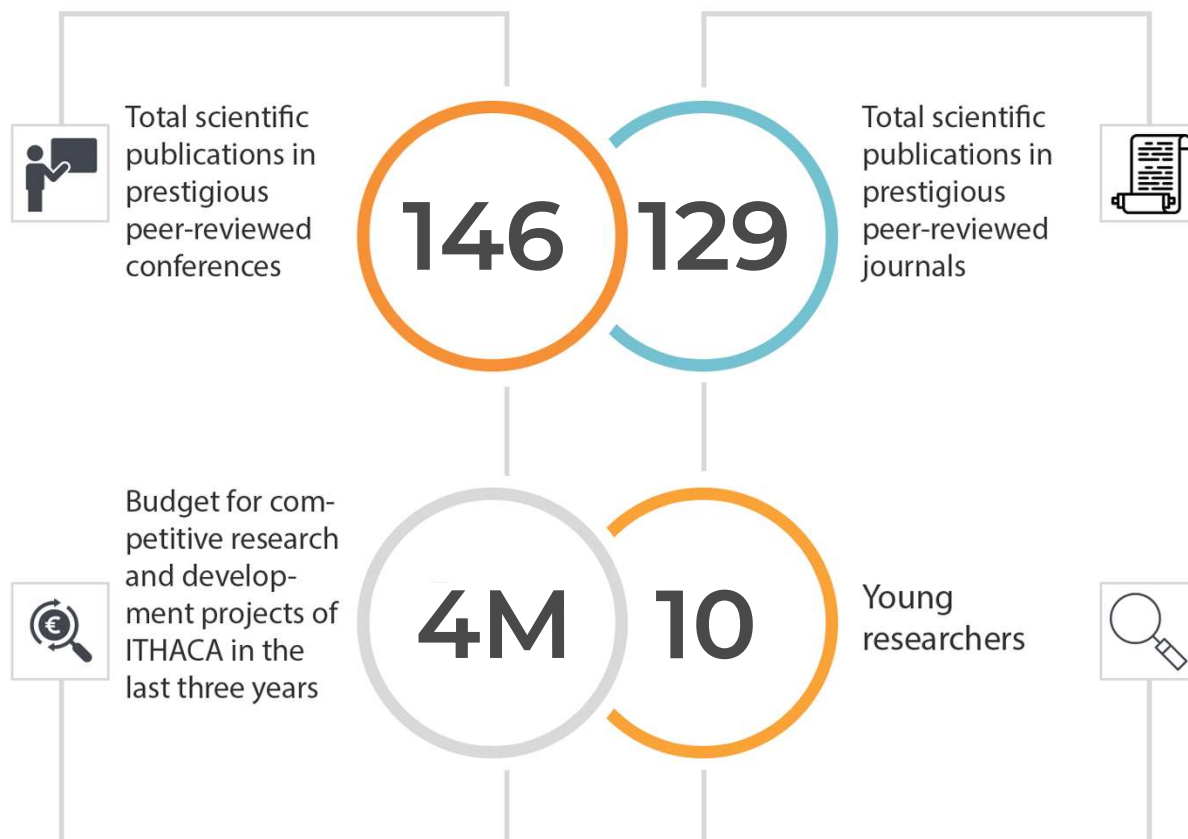 Total scientific
publications in
prestigious
peer-reviewed
conferences
146
129
Total scientific
publications in
prestigious
peer-reviewed
journals
Budget for com-
petitive research
and develop-
ment projects of
ITHACA in the
last three years
€
4M
10
Young
researchers